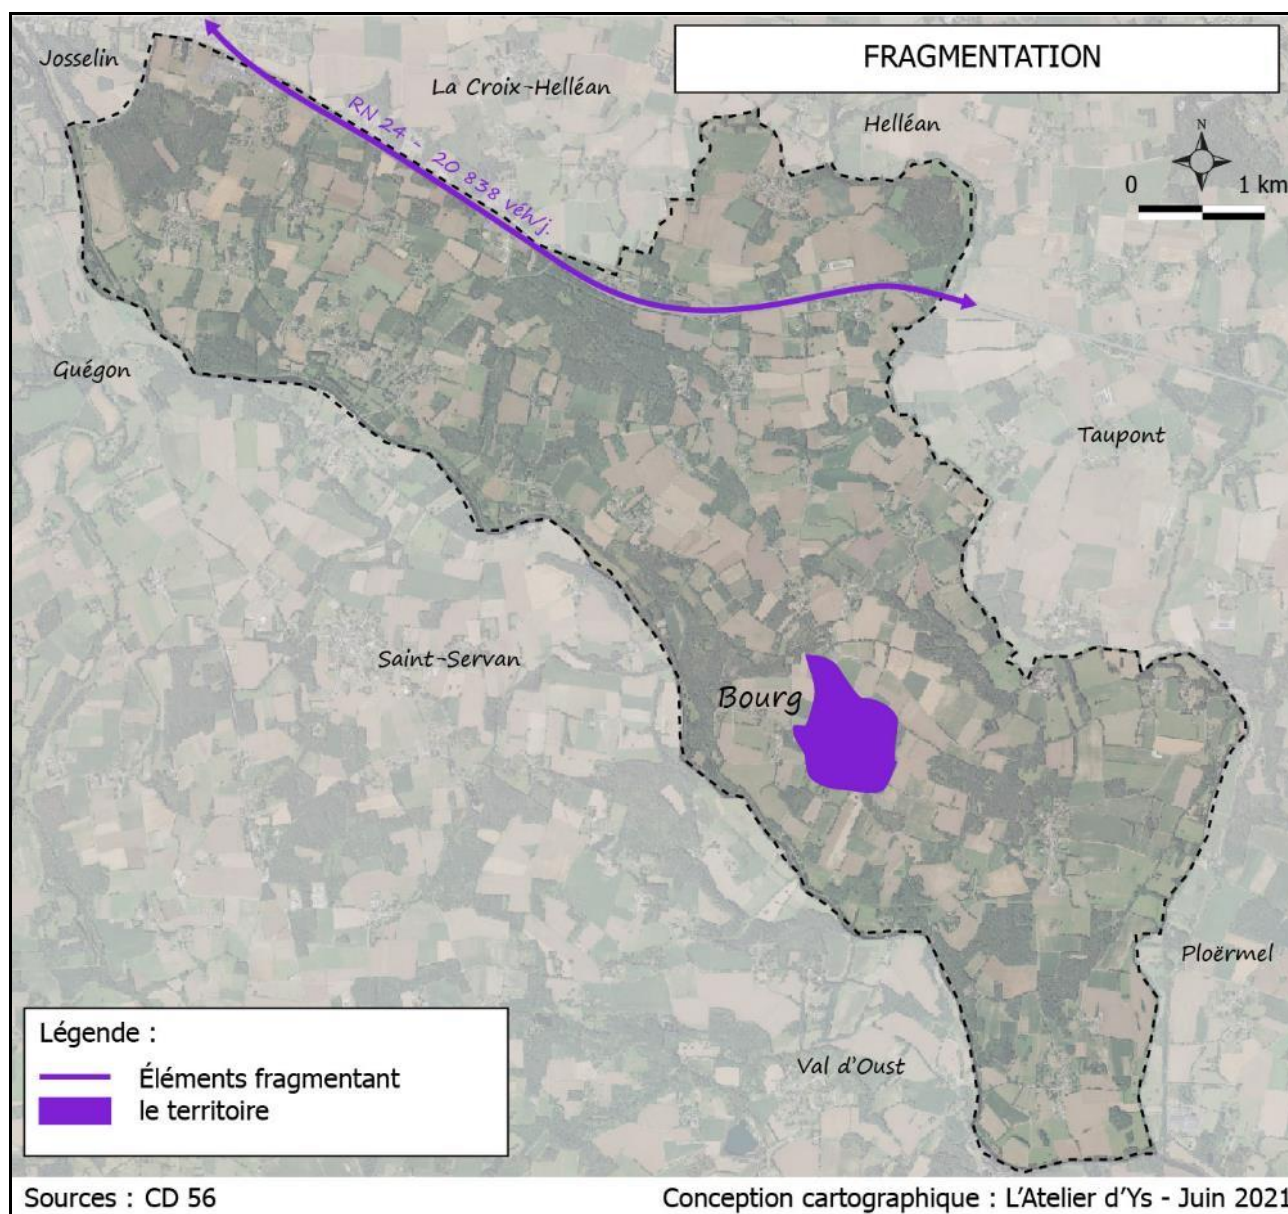 FRAGMENTATION
Josselin
La Croix-Helléan
Helléan
N
0 1 km
RN 24 - 20 838 véh/j.
Guégon
Taupont
Saint-Servan
Bourg
Ploërmel
Val d'Oust
Légende :
Éléments fragmentant
le territoire
Sources : CD 56
Conception cartographique : L'Atelier d'Ys - Juin 2021